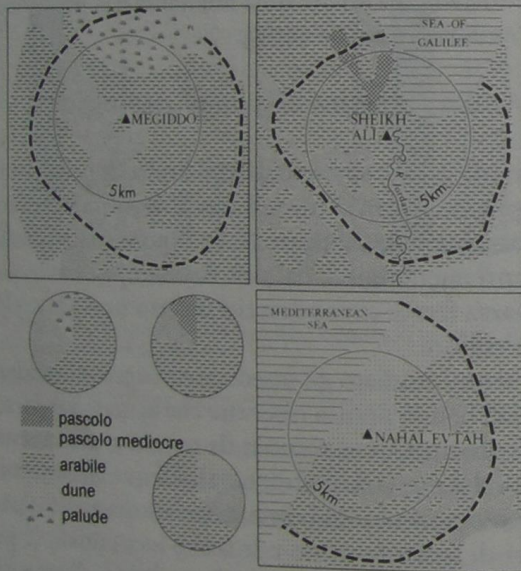 MEGIDDO
5km
SEA OF
GALILEE
SHEIKH
ALI
R. Jordan
5km
MEDITERRANEAN
SEA
NAHAL EVTAH
5km
pascolo
pascolo mediocre
arabile
dune
palude